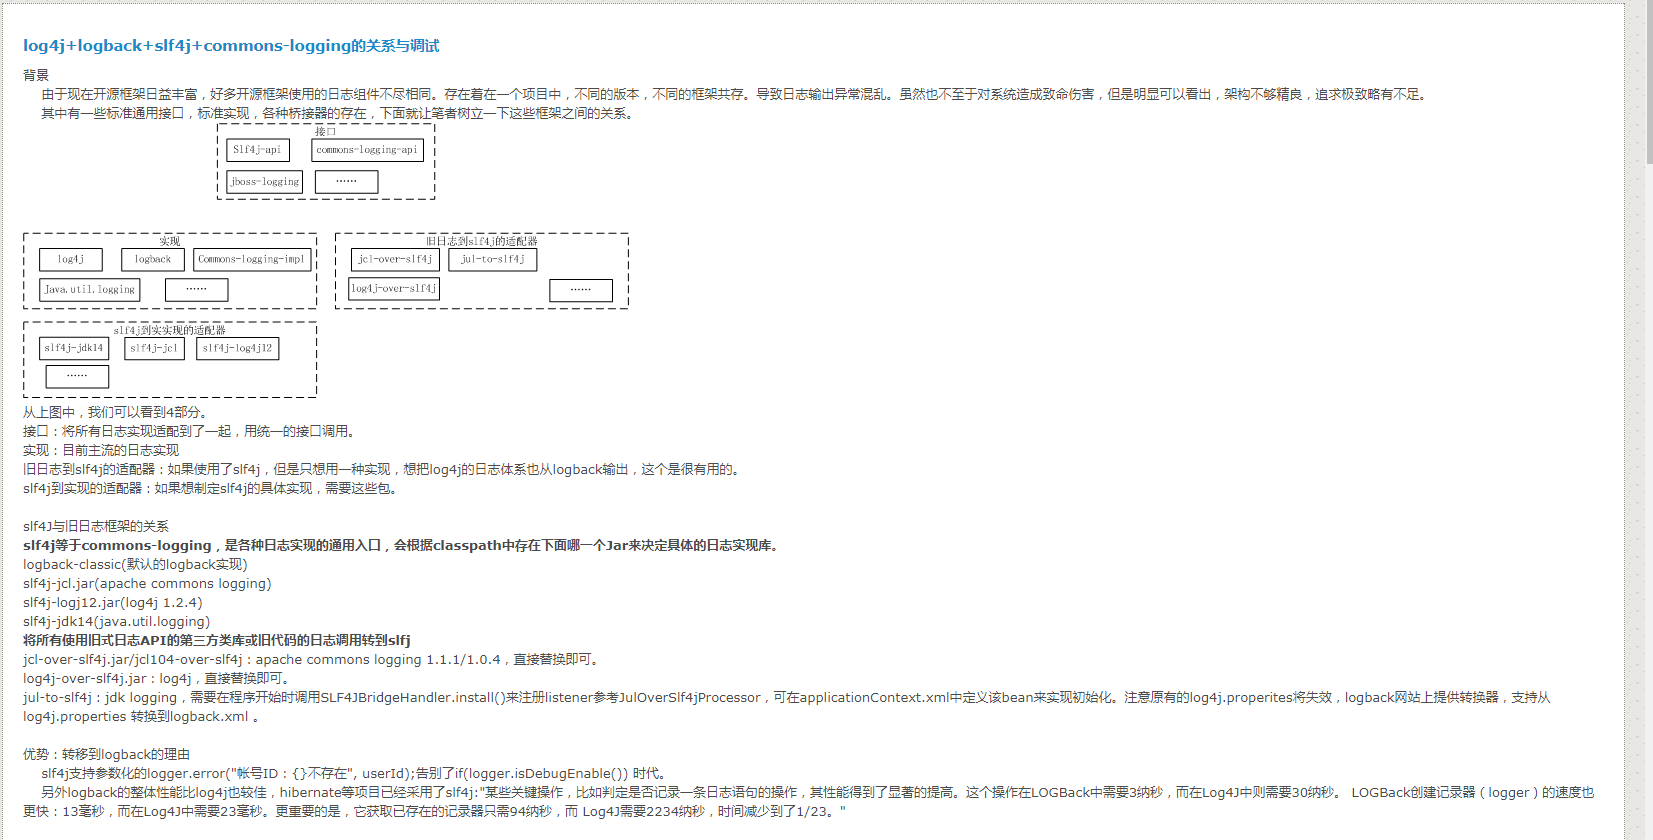 log4j+logback+slf4j+commons-logging的关系与调试
背景
由于现在开源框架日益丰富，好多开源框架使用的日志组件不尽相同。存在着在一个项目中，不同的版本，不同的框架共存。导致日志输出异常混乱。虽然也不至于对系统造成致命伤害，但是明显可以看出，架构不够精良，追求极致略有不足。
其中有一些标准通用接口，标准实现，各种桥接器的存在，下面就让笔者树立一下这些框架之间的关系。
接口
Slf4j-api commons-logging-api
jboss-logging ……
实现
log4j logback Commons-logging-impl
Java.util.logging ……
旧日志到slf4j的适配器
jcl-over-slf4j jul-to-slf4j
log4j-over-slf4j ……
slf4j到实实现的适配器
slf4j-jdk14 slf4j-jcl slf4j-log4j12
……
从上图中，我们可以看到4部分。
接口：将所有日志实现适配到了一起，用统一的接口调用。
实现：目前主流的日志实现
旧日志到slf4j的适配器：如果使用了slf4j，但是只想用一种实现，想把log4j的日志体系也从logback输出，这个是很有用的。
slf4j到实现的适配器：如果想制定slf4j的具体实现，需要这些包。
slf4J与旧日志框架的关系
slf4j等于commons-logging，是各种日志实现的通用入口，会根据classpath中存在下面哪一个Jar来决定具体的日志实现库。
logback-classic(默认的logback实现)
slf4j-jcl.jar(apache commons logging)
slf4j-logj12.jar(log4j 1.2.4)
slf4j-jdk14(java.util.logging)
将所有使用旧式日志API的第三方类库或旧代码的日志调用转到slfj
jcl-over-slf4j.jar/jcl104-over-slf4j：apache commons logging 1.1.1/1.0.4，直接替换即可。
log4j-over-slf4j.jar：log4j，直接替换即可。
jul-to-slf4j：jdk logging，需要在程序开始时调用SLF4JBridgeHandler.install()来注册listener参考JulOverSlf4jProcessor，可在applicationContext.xml中定义该bean来实现初始化。注意原有的log4j.properites将失效，logback网站上提供转换器，支持从
log4j.properties 转换到logback.xml 。
优势：转移到logback的理由
slf4j支持参数化的logger.error("帐号ID：{}不存在", userId);告别了if(logger.isDebugEnable()) 时代。
另外logback的整体性能比log4j也较佳，hibernate等项目已经采用了slf4j:"某些关键操作，比如判定是否记录一条日志语句的操作，其性能得到了显著的提高。这个操作在LOGBack中需要3纳秒，而在Log4J中则需要30纳秒。 LOGBack创建记录器（logger）的速度也
更快：13毫秒，而在Log4J中需要23毫秒。更重要的是，它获取已存在的记录器只需94纳秒，而 Log4J需要2234纳秒，时间减少到了1/23。"